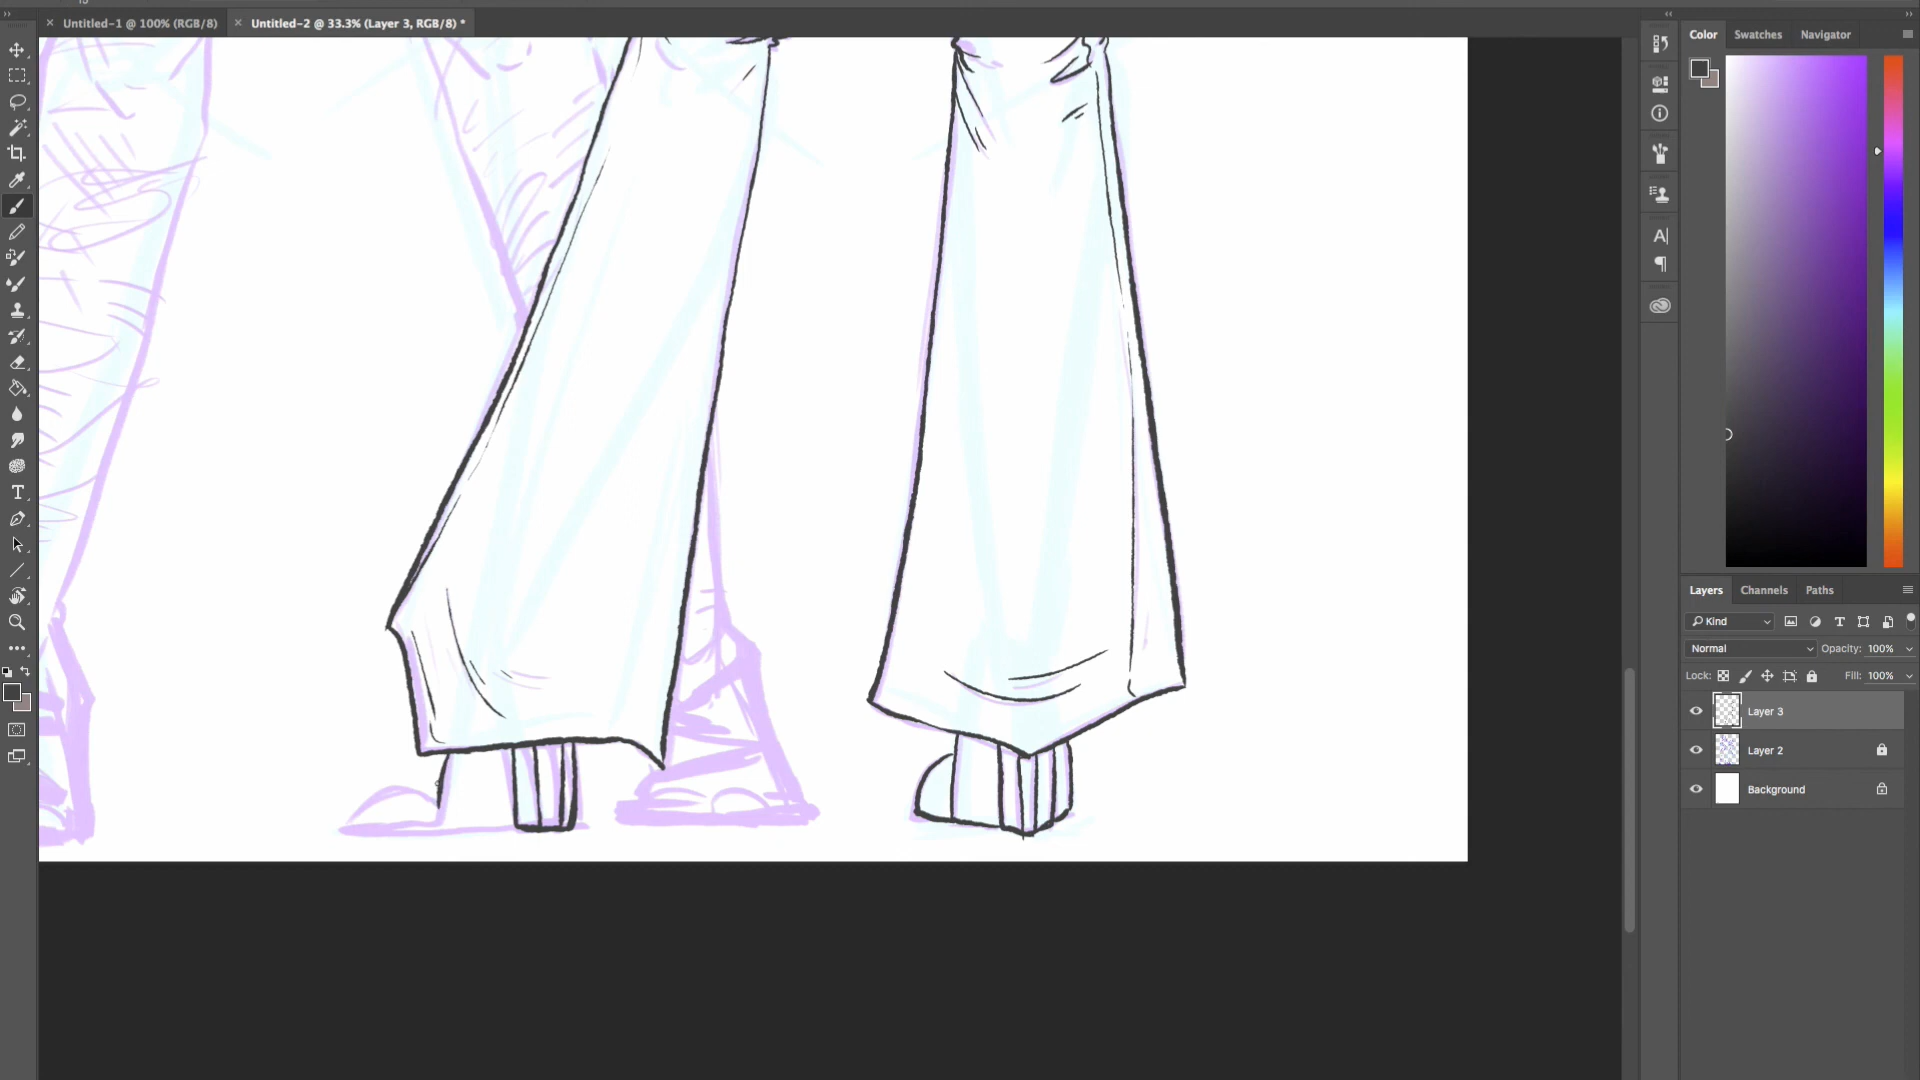 Untitled-1 @ 100% (RGB/8)
Untitled-2 @ 33.3% (Layer 3, RGB/8) *
Color
Swatches
Navigator
Layers
Channels
Paths
Kind
Normal
Opacity: 100%
Lock:
Fill: 100%
Layer 3
Layer 2
Background